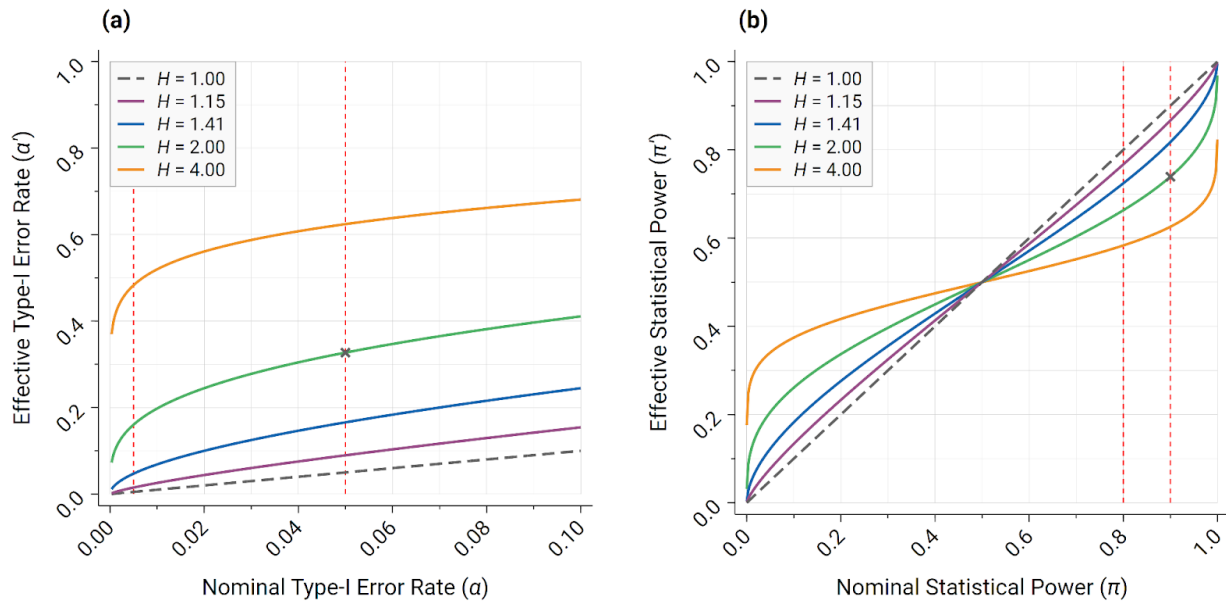 (a)
Effective Type-I Error Rate (α′)
1.0
0.8
0.6
0.4
0.2
0.0
H = 1.00
H = 1.15
H = 1.41
H = 2.00
H = 4.00
0.00 0.02 0.04 0.06 0.08 0.10
Nominal Type-I Error Rate (α)
(b)
Effective Statistical Power (π′)
1.0
0.8
0.6
0.4
0.2
0.0
H = 1.00
H = 1.15
H = 1.41
H = 2.00
H = 4.00
0.0 0.2 0.4 0.6 0.8 1.0
Nominal Statistical Power (π)